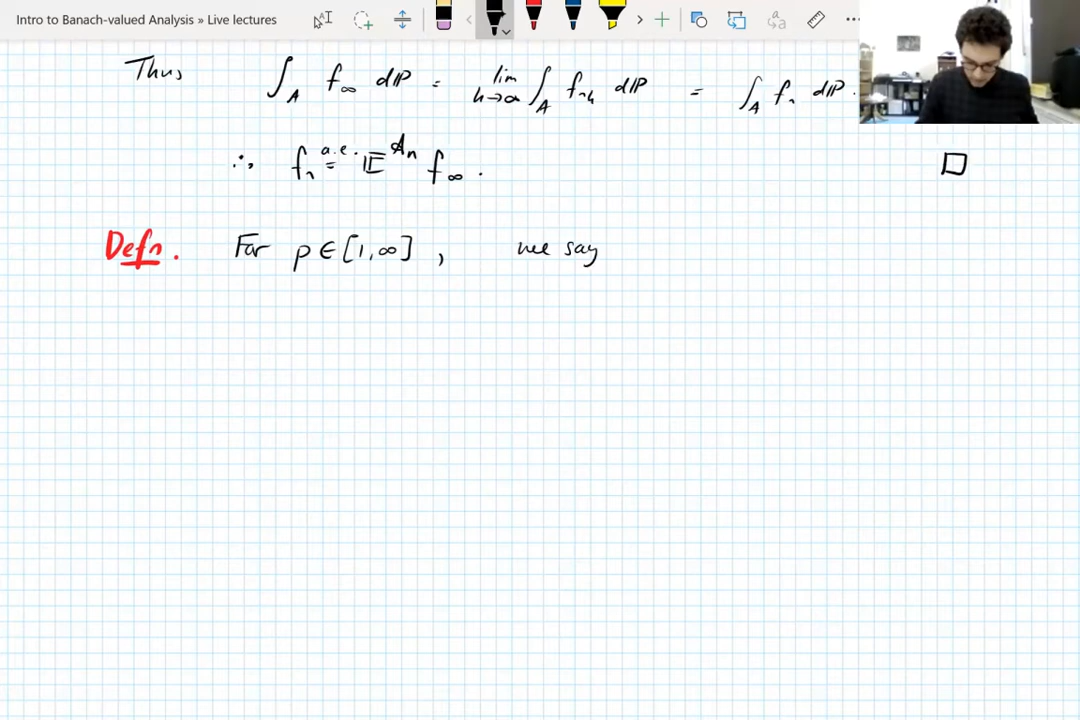 Intro to Banach-valued Analysis » Live lectures
Thus ∫_A f_∞ dℙ = lim_{k→∞} ∫_A f_{n_k} dℙ = ∫_A f_n dℙ.
∴, f_n a.e. = 𝔼^{𝒜_n} f_∞. □
Defn. For p ∈ [1,∞], we say